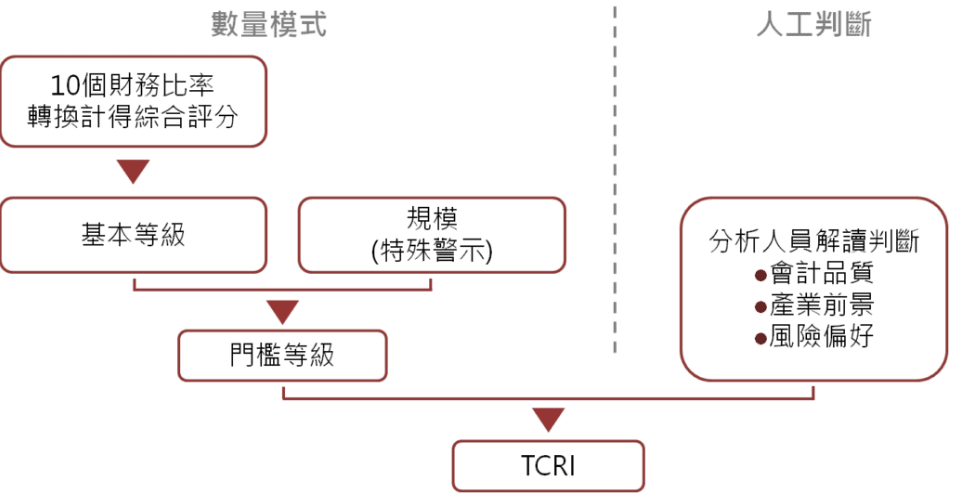 數量模式
人工判斷
10個財務比率
轉換計得綜合評分
基本等級
規模
(特殊警示)
分析人員解讀判斷
●會計品質
●產業前景
●風險偏好
門檻等級
TCRI